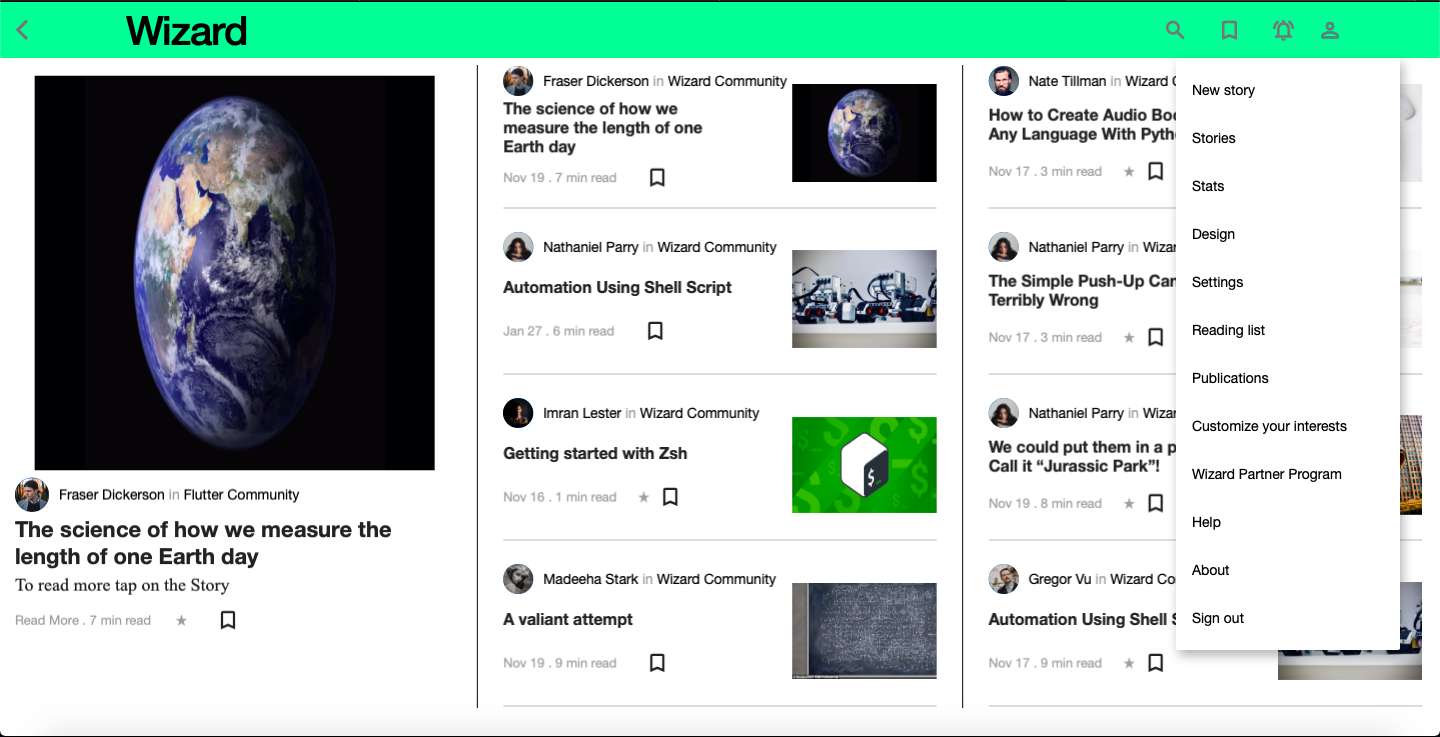 Wizard
Fraser Dickerson in Flutter Community
The science of how we measure the
length of one Earth day
To read more tap on the Story
Read More . 7 min read
Fraser Dickerson in Wizard Community
The science of how we
measure the length of one
Earth day
Nov 19 . 7 min read
Nathaniel Parry in Wizard Community
Automation Using Shell Script
Jan 27 . 6 min read
Imran Lester in Wizard Community
Getting started with Zsh
Nov 16 . 1 min read
Madeeha Stark in Wizard Community
A valiant attempt
Nov 19 . 9 min read
Nate Tillman in Wizard
How to Create Audio
Any Language With
Nov 17 . 3 min read
Nathaniel Parry in
The Simple Push-Up
Terribly Wrong
Nov 17 . 3 min read
Nathaniel Parry in
We could put them in a
Call it “Jurassic Park”!
Nov 19 . 8 min read
Gregor Vu in Wizard
Automation Using Shell
Nov 17 . 9 min read
New story
Stories
Stats
Design
Settings
Reading list
Publications
Customize your interests
Wizard Partner Program
Help
About
Sign out